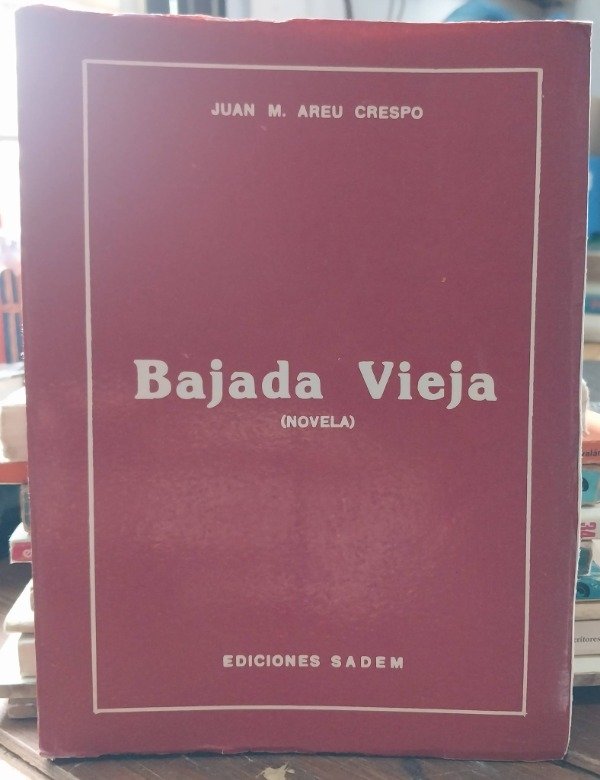 JUAN M. AREU CRESPO
Bajada Vieja
(NOVELA)
EDICIONES SADEM